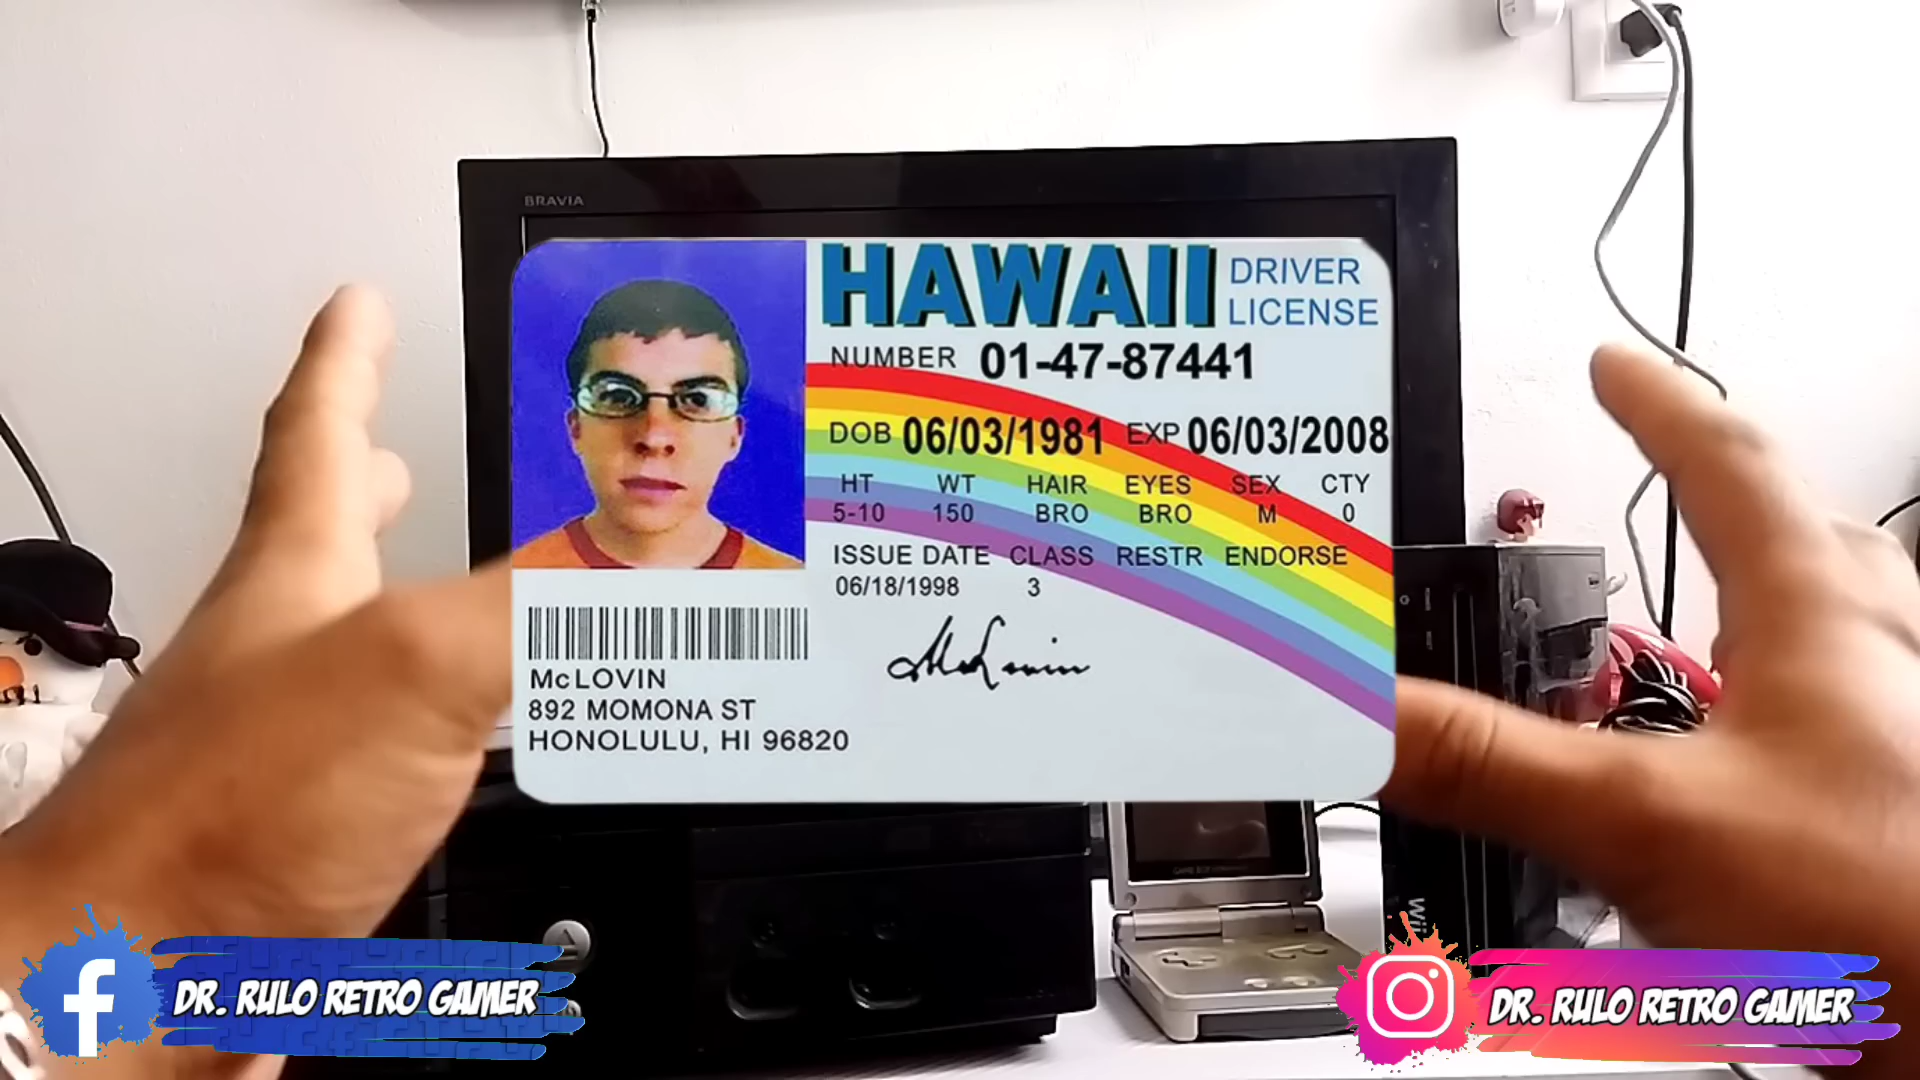 BRAVIA
HAWAII DRIVER LICENSE
NUMBER 01-47-87441
DOB 06/03/1981 EXP 06/03/2008
HT WT HAIR EYES SEX CTY
5-10 150 BRO BRO M 0
ISSUE DATE CLASS RESTR ENDORSE
06/18/1998 3
McLovin
McLOVIN
892 MOMONA ST
HONOLULU, HI 96820
Wii
DR. RULO RETRO GAMER
DR. RULO RETRO GAMER